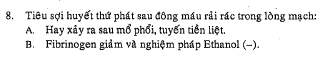 8. Tiêu sợi huyết thứ phát sau đông máu rải rác trong lòng mạch:
A. Hay xảy ra sau mổ phổi, tuyến tiền liệt.
B. Fibrinogen giảm và nghiệm pháp Ethanol (–).